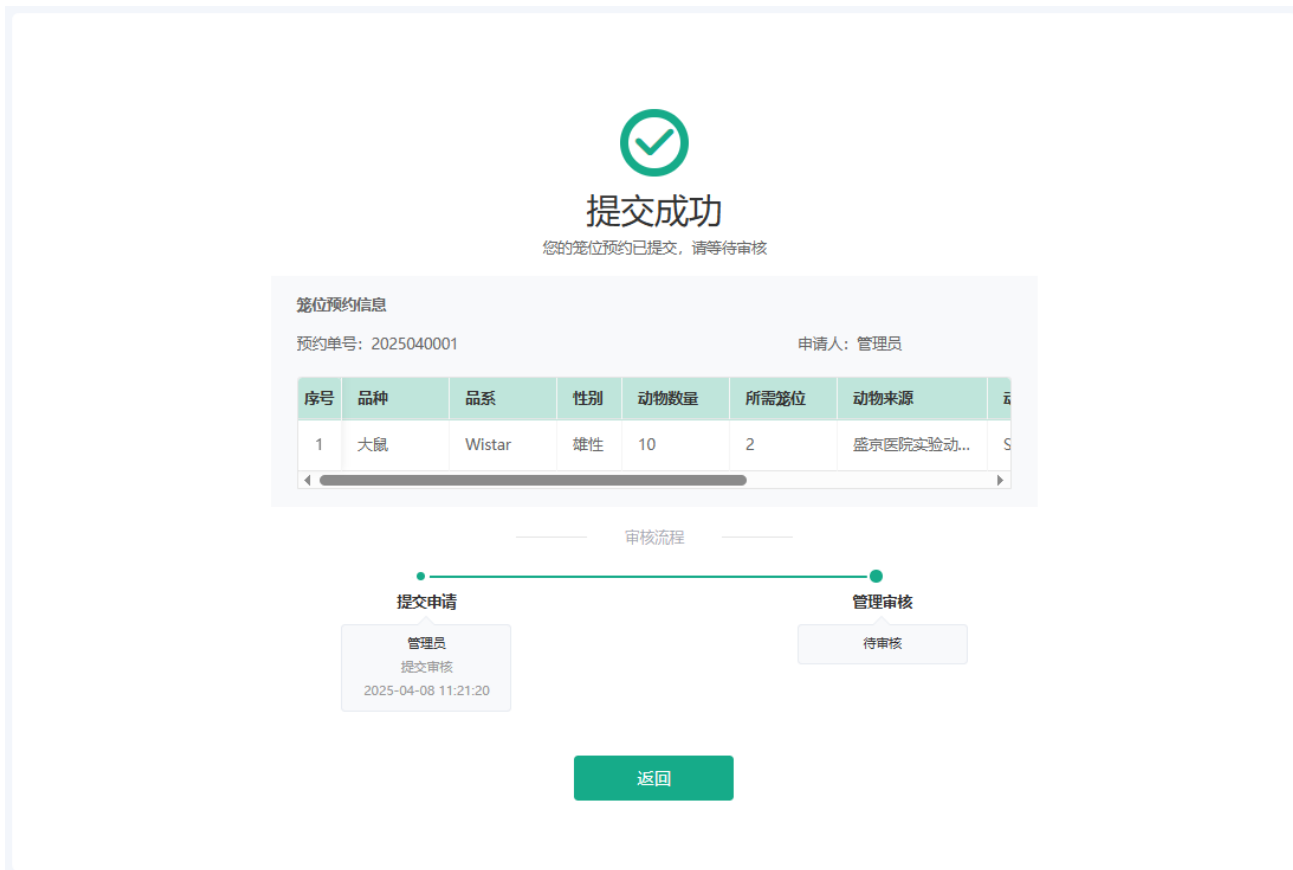 提交成功
您的笼位预约已提交，请等待审核
笼位预约信息
预约单号：2025040001 申请人：管理员
序号 品种 品系 性别 动物数量 所需笼位 动物来源
1 大鼠 Wistar 雄性 10 2 盛京医院实验动... S
审核流程
提交申请 管理审核
管理员 待审核
提交审核
2025-04-08 11:21:20
返回